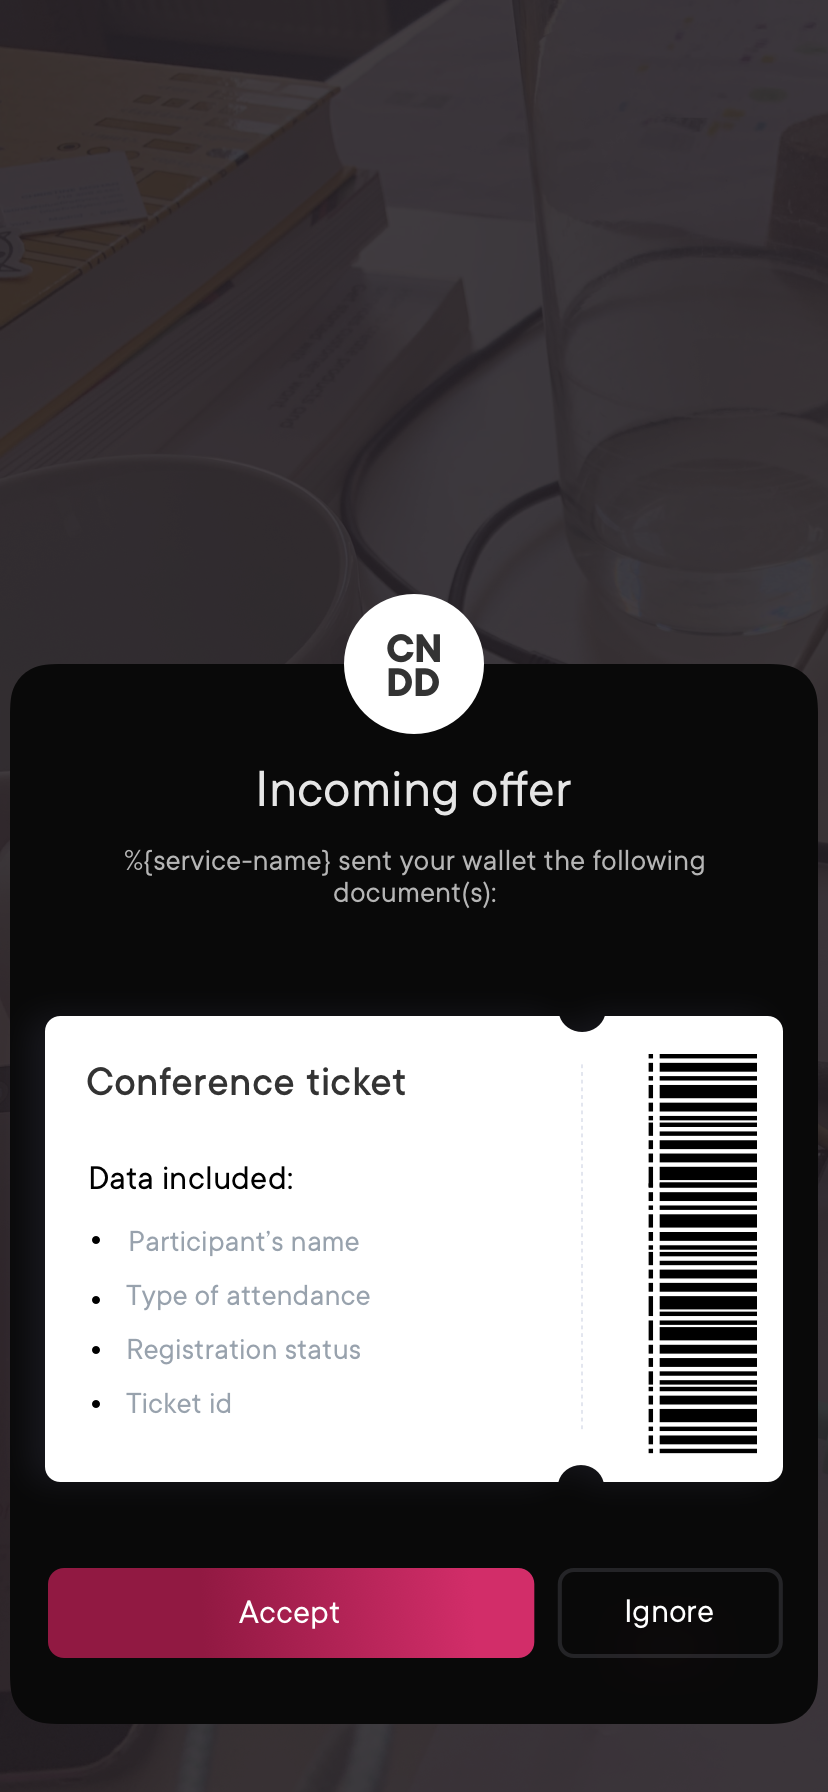 CN
DD
Incoming offer
%{service-name} sent your wallet the following
document(s):
Conference ticket
Data included:
• Participant’s name
• Type of attendance
• Registration status
• Ticket id
Accept
Ignore